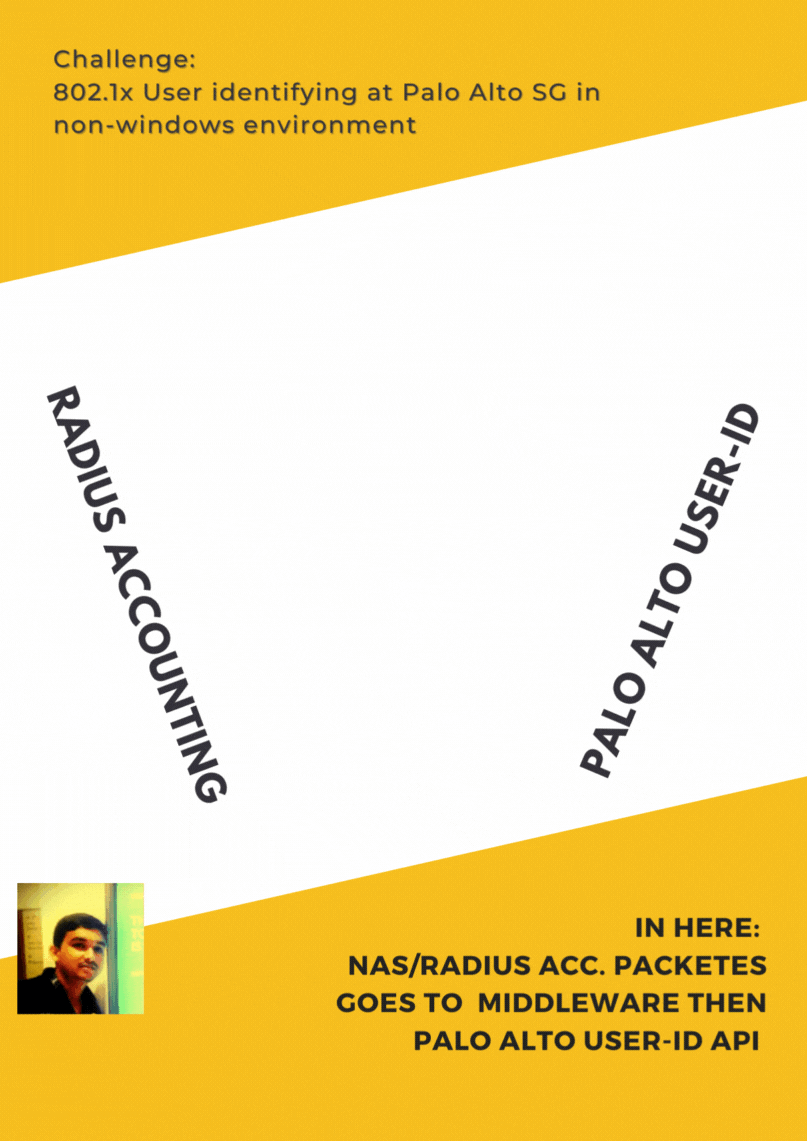 Challenge:
802.1x User identifying at Palo Alto SG in
non-windows environment
RADIUS ACCOUNTING
PALO ALTO USER-ID
IN HERE:
NAS/RADIUS ACC. PACKETES
GOES TO MIDDLEWARE THEN
PALO ALTO USER-ID API